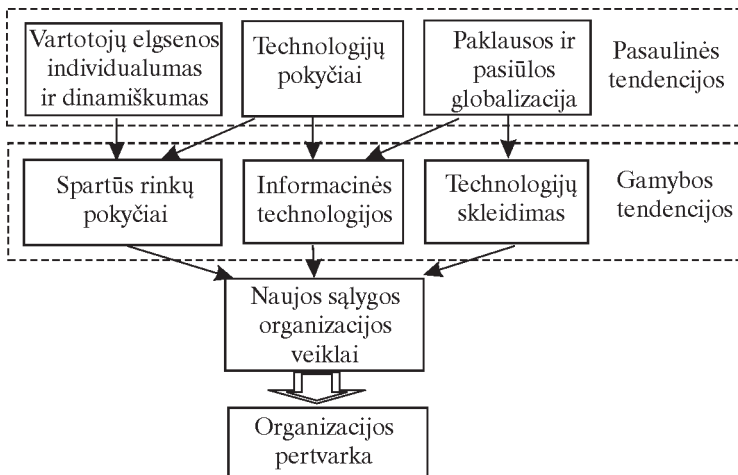 Vartotojų elgsenos
individualumas
ir dinamiškumas
Technologijų
pokyčiai
Paklausos ir
pasiūlos
globalizacija
Pasaulinės
tendencijos
Spartūs rinkų
pokyčiai
Informacinės
technologijos
Technologijų
skleidimas
Gamybos
tendencijos
Naujos sąlygos
organizacijos
veiklai
Organizacijos
pertvarka